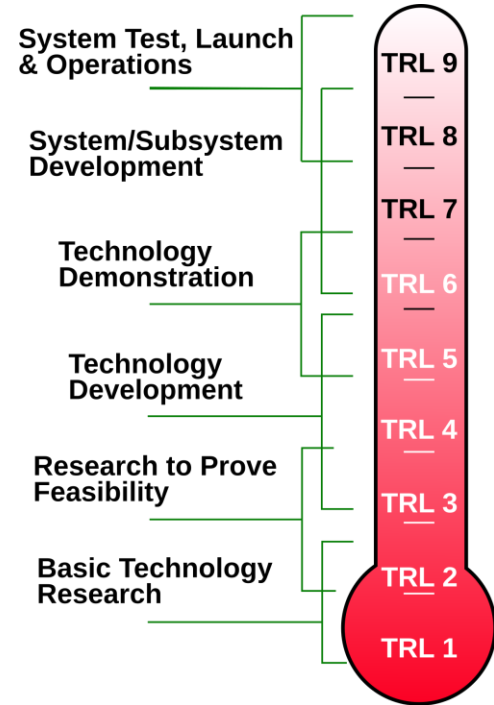 System Test, Launch
& Operations
System/Subsystem
Development
Technology
Demonstration
Technology
Development
Research to Prove
Feasibility
Basic Technology
Research
TRL 9
TRL 8
TRL 7
TRL 6
TRL 5
TRL 4
TRL 3
TRL 2
TRL 1